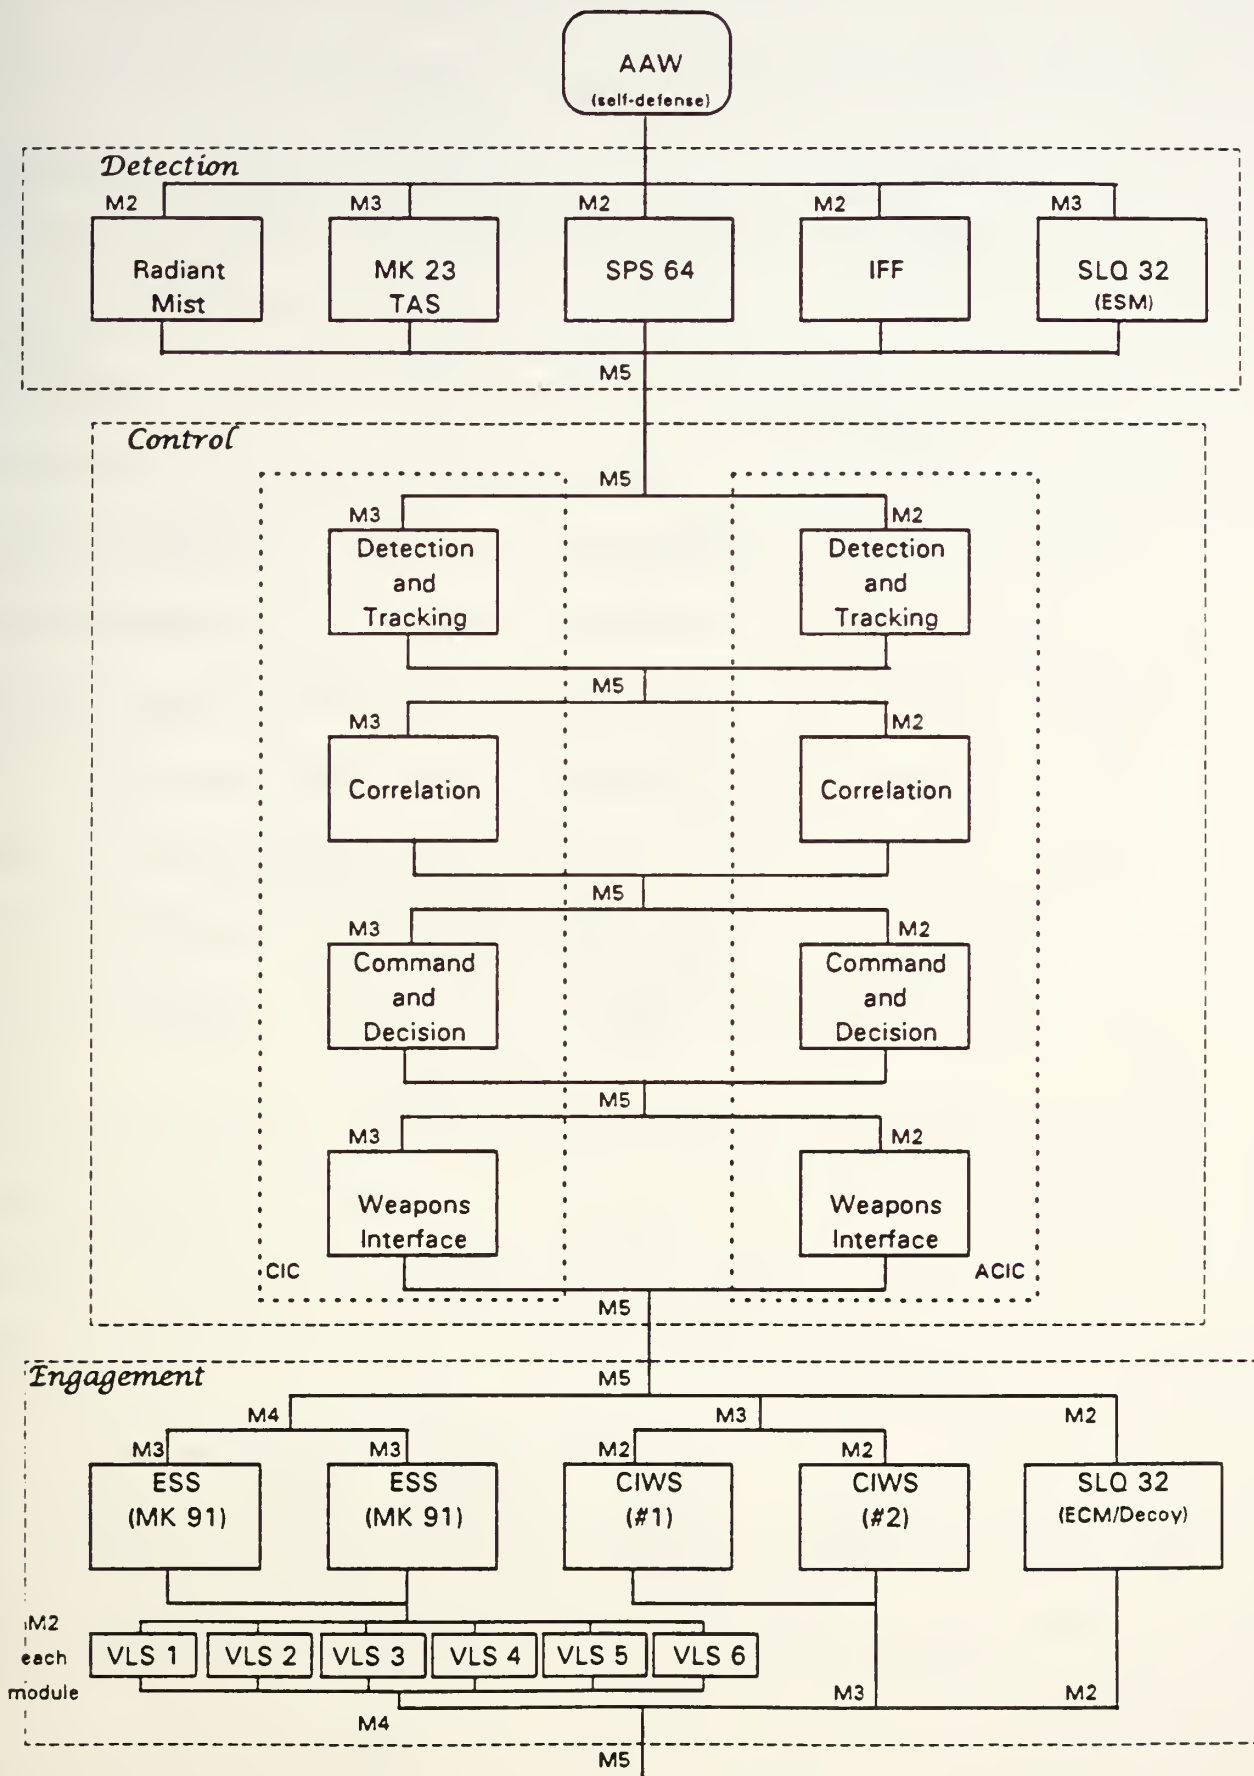 AAW
(self-defense)
Detection
M2 M3 M2 M2 M3
Radiant
Mist
MK 23
TAS
SPS 64
IFF
SLQ 32
(ESM)
M5
Control
M5
M3 M2
Detection
and
Tracking
Detection
and
Tracking
M5
M3 M2
Correlation
Correlation
M5
M3 M2
Command
and
Decision
Command
and
Decision
M5
M3 M2
Weapons
Interface
Weapons
Interface
CIC
ACIC
M5
Engagement
M5
M4 M3 M2
M3 M3 M2 M2
ESS
(MK 91)
ESS
(MK 91)
CIWS
(#1)
CIWS
(#2)
SLQ 32
(ECM/Decoy)
M2
each
module
VLS 1
VLS 2
VLS 3
VLS 4
VLS 5
VLS 6
M3 M2
M4
M5